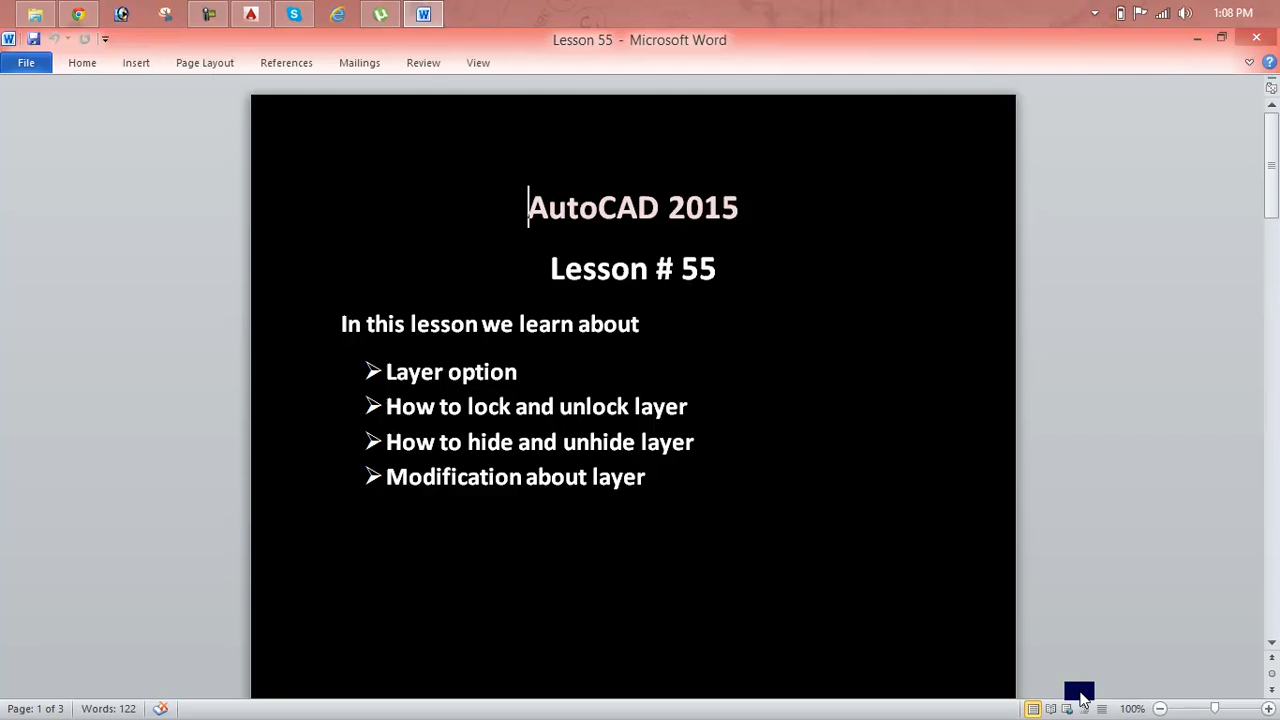 1:08 PM
Lesson 55 - Microsoft Word
File Home Insert Page Layout References Mailings Review View
AutoCAD 2015
Lesson # 55
In this lesson we learn about
Layer option
How to lock and unlock layer
How to hide and unhide layer
Modification about layer
Page: 1 of 3 Words: 122 100%